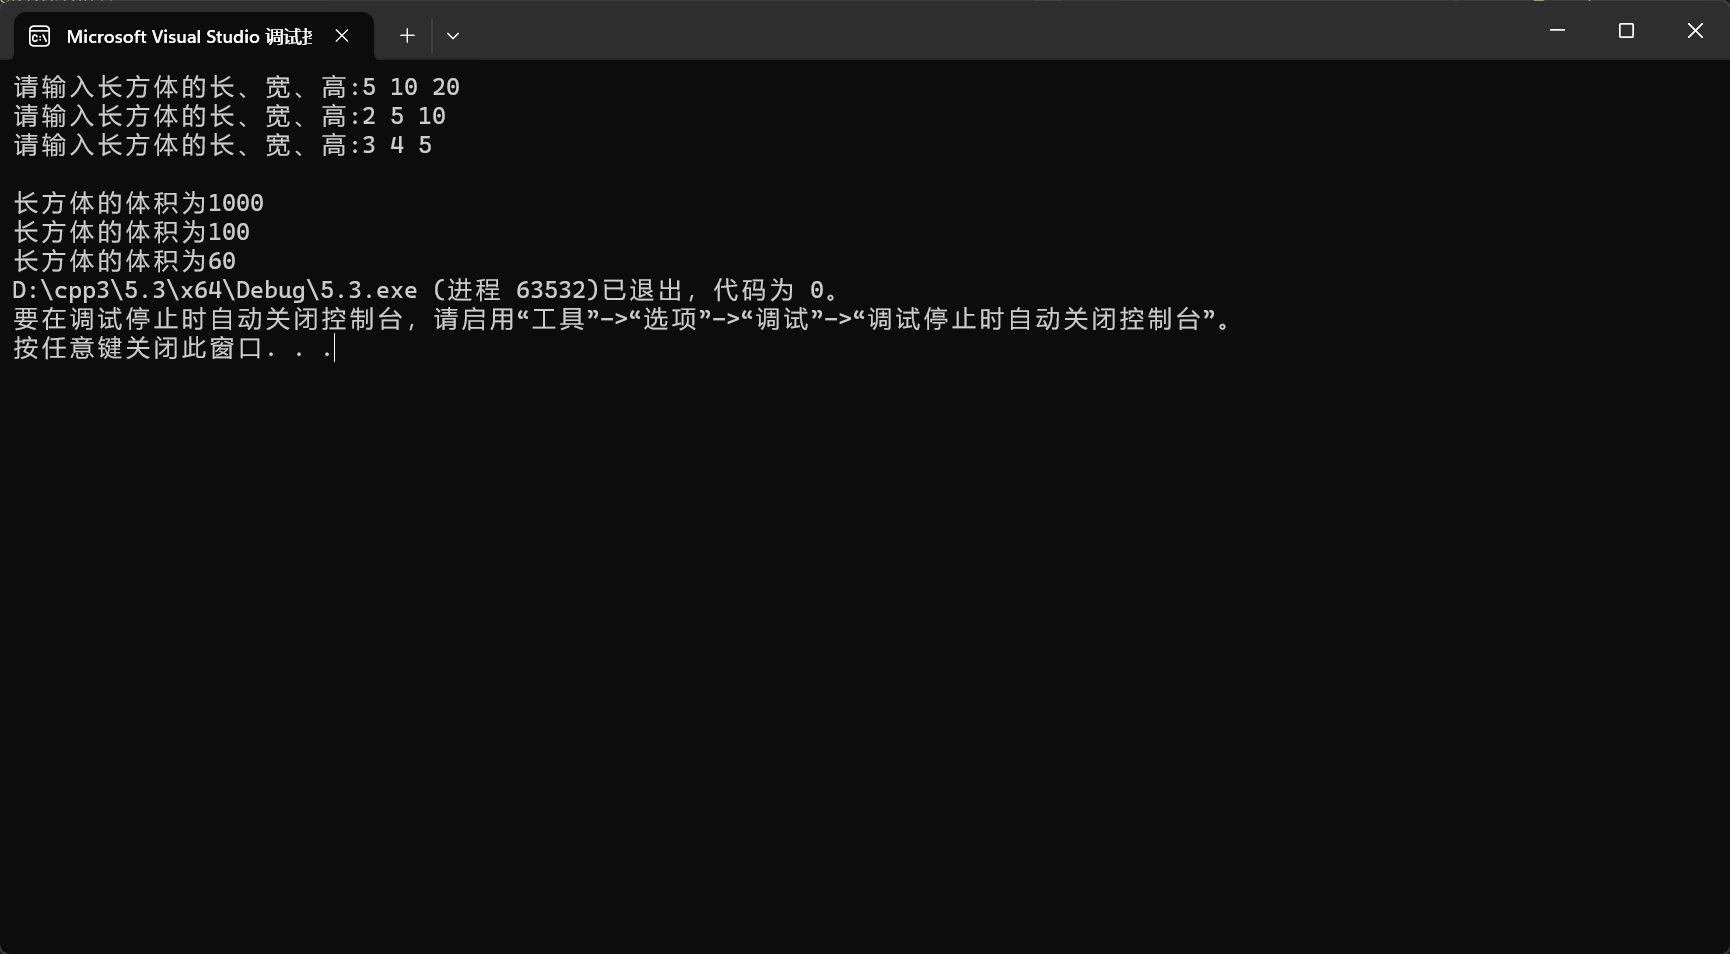 Microsoft Visual Studio 调试
请输入长方体的长、宽、高:5 10 20
请输入长方体的长、宽、高:2 5 10
请输入长方体的长、宽、高:3 4 5
长方体的体积为1000
长方体的体积为100
长方体的体积为60
D:\cpp3\5.3\x64\Debug\5.3.exe (进程 63532)已退出，代码为 0。
要在调试停止时自动关闭控制台，请启用“工具”->“选项”->“调试”->“调试停止时自动关闭控制台”。
按任意键关闭此窗口. . .